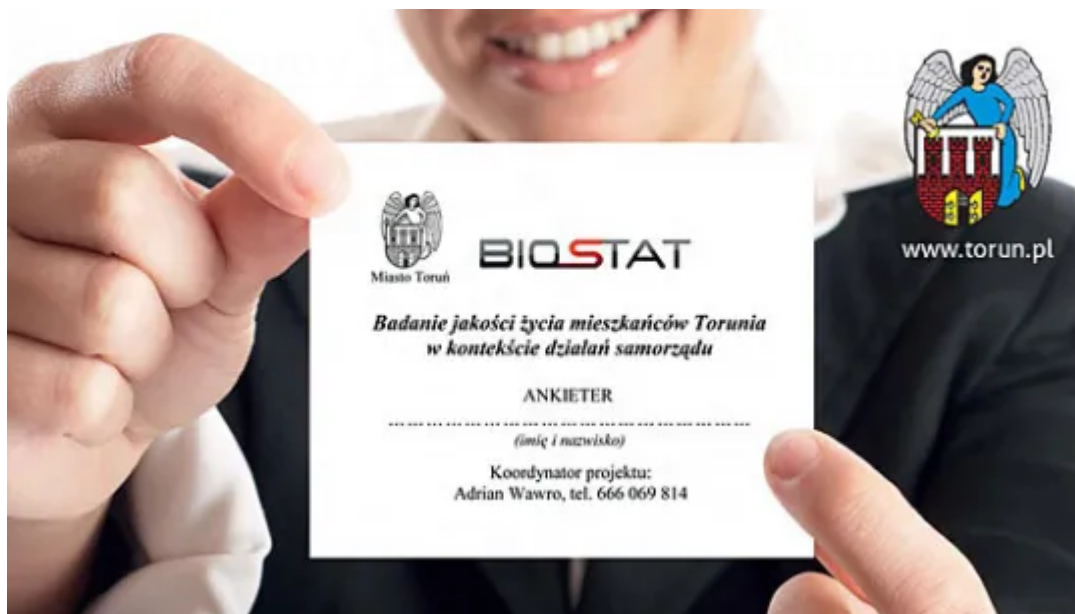 www.torun.pl
Miasto Toruń
BIOSTAT
Badanie jakości życia mieszkańców Torunia
w kontekście działań samorządu
ANKIETER
(imię i nazwisko)
Koordynator projektu:
Adrian Wawro, tel. 666 069 814